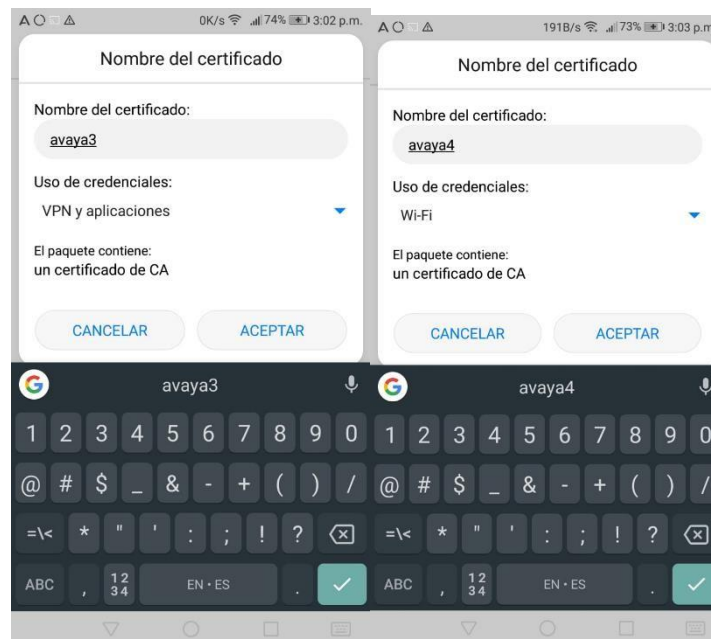 0K/s 74% 3:02 p.m.
Nombre del certificado
Nombre del certificado:
avaya3
Uso de credenciales:
VPN y aplicaciones
El paquete contiene:
un certificado de CA
CANCELAR ACEPTAR
G avaya3
1 2 3 4 5 6 7 8 9 0
@ # $ _ & - + ( ) /
=\< * " ' : ; ! ?
ABC , 12 34 EN • ES .
191B/s 73% 3:03 p.m
Nombre del certificado
Nombre del certificado:
avaya4
Uso de credenciales:
Wi-Fi
El paquete contiene:
un certificado de CA
CANCELAR ACEPTAR
G avaya4
1 2 3 4 5 6 7 8 9 0
@ # $ _ & - + ( ) /
=\< * " ' : ; ! ?
ABC , 12 34 EN • ES .